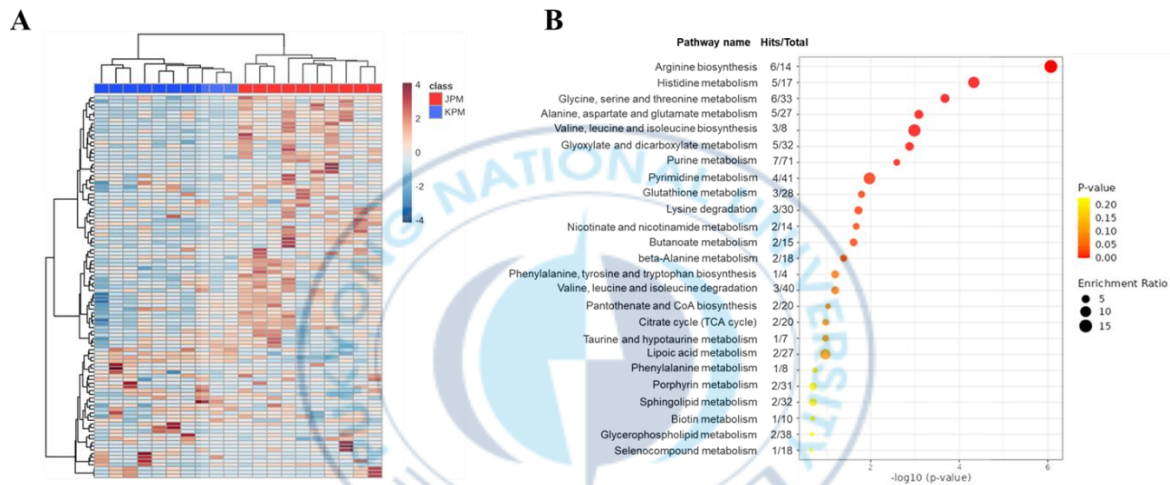 A
class
JPM
KPM
4
2
0
-2
-4
B
Pathway name Hits/Total
Arginine biosynthesis 6/14
Histidine metabolism 5/17
Glycine, serine and threonine metabolism 6/33
Alanine, aspartate and glutamate metabolism 5/27
Valine, leucine and isoleucine biosynthesis 3/8
Glyoxylate and dicarboxylate metabolism 5/32
Purine metabolism 7/71
Pyrimidine metabolism 4/41
Glutathione metabolism 3/28
Lysine degradation 3/30
Nicotinate and nicotinamide metabolism 2/14
Butanoate metabolism 2/15
beta-Alanine metabolism 2/18
Phenylalanine, tyrosine and tryptophan biosynthesis 1/4
Valine, leucine and isoleucine degradation 3/40
Pantothenate and CoA biosynthesis 2/20
Citrate cycle (TCA cycle) 2/20
Taurine and hypotaurine metabolism 1/7
Lipoic acid metabolism 2/27
Phenylalanine metabolism 1/8
Porphyrin metabolism 2/31
Sphingolipid metabolism 2/32
Biotin metabolism 1/10
Glycerophospholipid metabolism 2/38
Selenocompound metabolism 1/18
2 4 6
-log10 (p-value)
P-value
0.20
0.15
0.10
0.05
0.00
Enrichment Ratio
5
10
15
PUKYONG NATIONAL UNIVERSITY